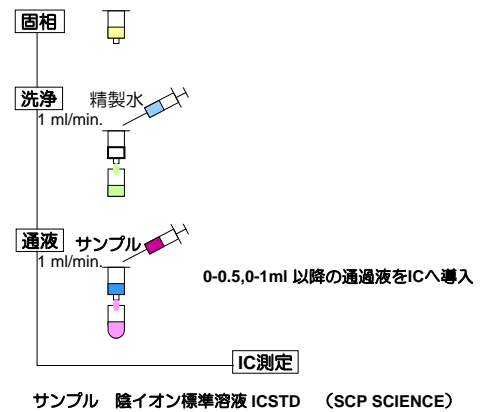 固相
洗浄 精製水
1 ml/min.
通液 サンプル
1 ml/min.
0-0.5,0-1ml 以降の通過液をICへ導入
IC測定
サンプル 陰イオン標準溶液 ICSTD （SCP SCIENCE）